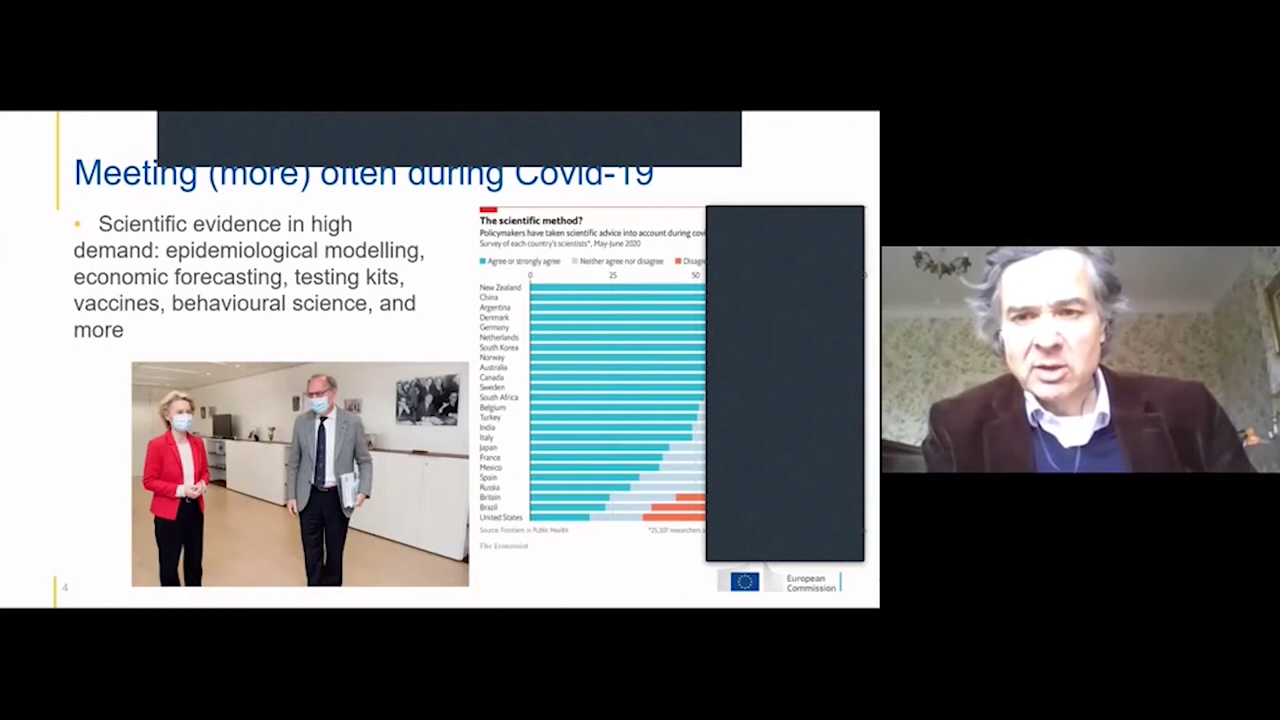 Meeting (more) often during Covid-19
• Scientific evidence in high
demand: epidemiological modelling,
economic forecasting, testing kits,
vaccines, behavioural science, and
more
The scientific method?
Policymakers have taken scientific advice into account during
Survey of each country's scientists*, May-June 2020
Agree or strongly agree Neither agree nor disagree
0 25 50
New Zealand
China
Argentina
Denmark
Germany
Netherlands
South Korea
Norway
Australia
Canada
Sweden
South Africa
Belgium
Turkey
India
Italy
Japan
France
Mexico
Spain
Russia
Britain
Brazil
United States
Source: Frontiers in Public Health *25,307 researchers
The Economist
4
European
Commission